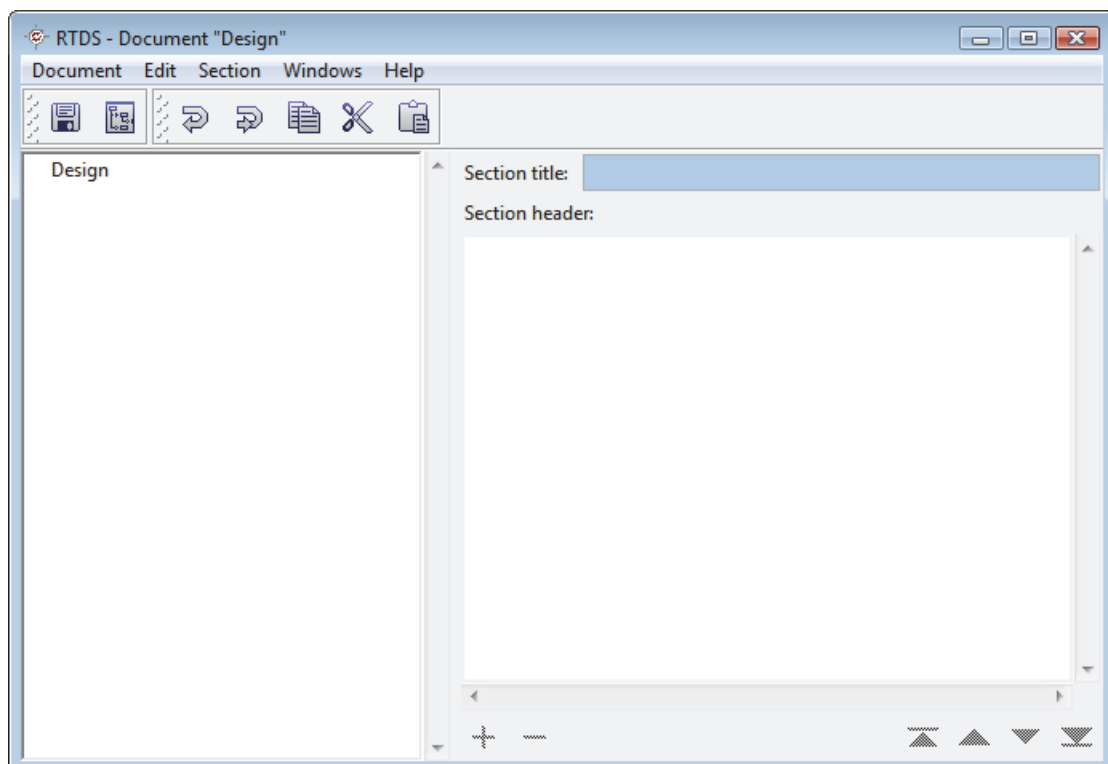 RTDS - Document "Design"
Document Edit Section Windows Help
Design
Section title:
Section header: